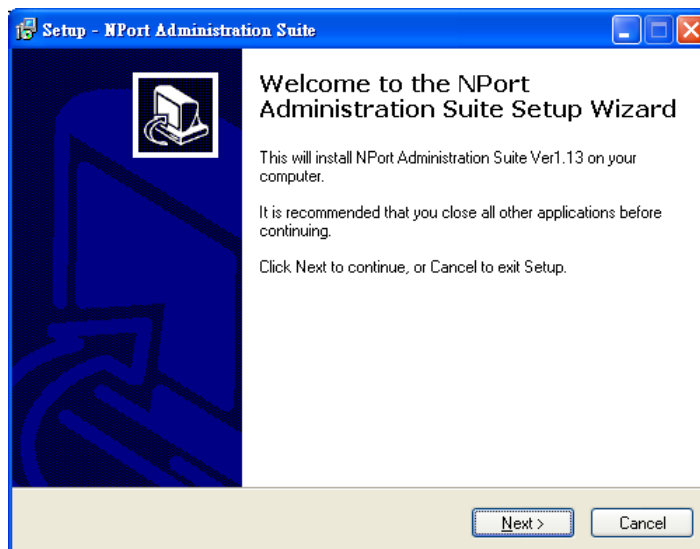 Setup - NPort Administration Suite
Welcome to the NPort
Administration Suite Setup Wizard
This will install NPort Administration Suite Ver1.13 on your
computer.
It is recommended that you close all other applications before
continuing.
Click Next to continue, or Cancel to exit Setup.
Next >
Cancel